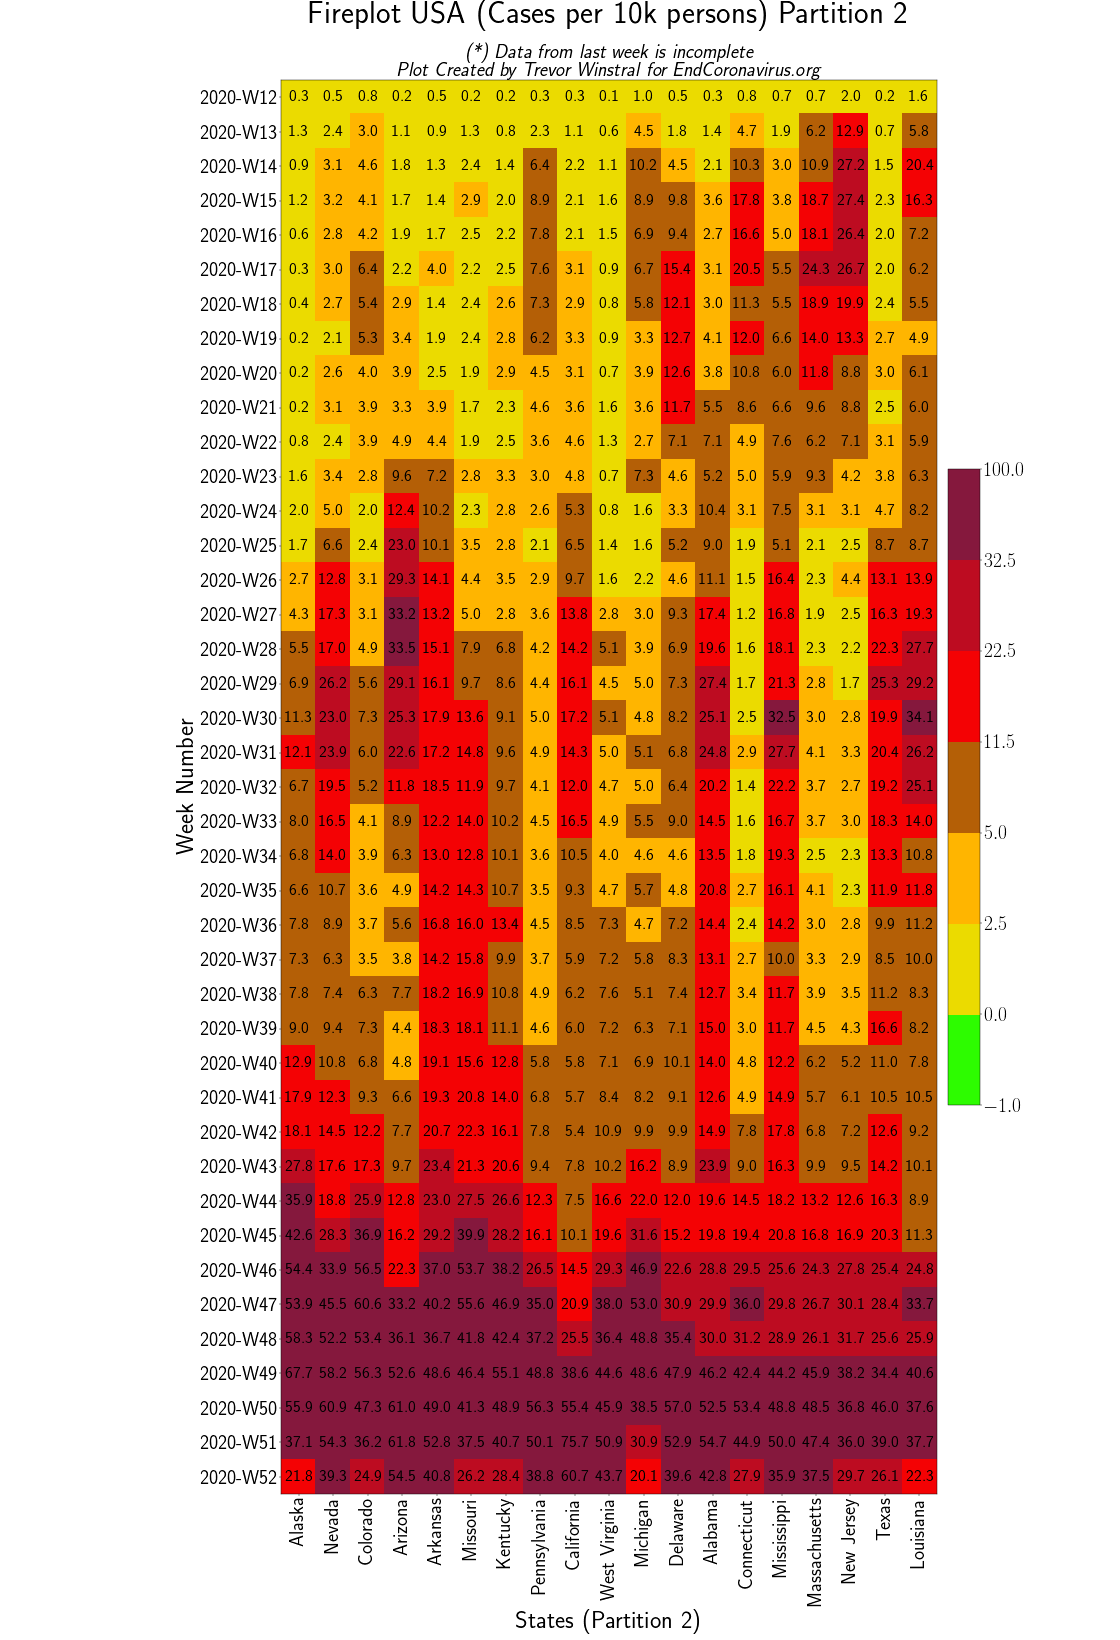 Fireplot USA (Cases per 10k persons) Partition 2
(*) Data from last week is incomplete
Plot Created by Trevor Winstral for EndCoronavirus.org
2020-W12 0.3 0.5 0.8 0.2 0.5 0.2 0.2 0.3 0.3 0.1 1.0 0.5 0.3 0.8 0.7 0.7 2.0 0.2 1.6
2020-W13 1.3 2.4 3.0 1.1 0.9 1.3 0.8 2.3 1.1 0.6 4.5 1.8 1.4 4.7 1.9 6.2 12.9 0.7 5.8
2020-W14 0.9 3.1 4.6 1.8 1.3 2.4 1.4 6.4 2.2 1.1 10.2 4.5 2.1 10.3 3.0 10.9 27.2 1.5 20.4
2020-W15 1.2 3.2 4.1 1.7 1.4 2.9 2.0 8.9 2.1 1.6 8.9 9.8 3.6 17.8 3.8 18.7 27.4 2.3 16.3
2020-W16 0.6 2.8 4.2 1.9 1.7 2.5 2.2 7.8 2.1 1.5 6.9 9.4 2.7 16.6 5.0 18.1 26.4 2.0 7.2
2020-W17 0.3 3.0 6.4 2.2 4.0 2.2 2.5 7.6 3.1 0.9 6.7 15.4 3.1 20.5 5.5 24.3 26.7 2.0 6.2
2020-W18 0.4 2.7 5.4 2.9 1.4 2.4 2.6 7.3 2.9 0.8 5.8 12.1 3.0 11.3 5.5 18.9 19.9 2.4 5.5
2020-W19 0.2 2.1 5.3 3.4 1.9 2.4 2.8 6.2 3.3 0.9 3.3 12.7 4.1 12.0 6.6 14.0 13.3 2.7 4.9
2020-W20 0.2 2.6 4.0 3.9 2.5 1.9 2.9 4.5 3.1 0.7 3.9 12.6 3.8 10.8 6.0 11.8 8.8 3.0 6.1
2020-W21 0.2 3.1 3.9 3.3 3.9 1.7 2.3 4.6 3.6 1.6 3.6 11.7 5.5 8.6 6.6 9.6 8.8 2.5 6.0
2020-W22 0.8 2.4 3.9 4.9 4.4 1.9 2.5 3.6 4.6 1.3 2.7 7.1 7.1 4.9 7.6 6.2 7.1 3.1 5.9
2020-W23 1.6 3.4 2.8 9.6 7.2 2.8 3.3 3.0 4.8 0.7 7.3 4.6 5.2 5.0 5.9 9.3 4.2 3.8 6.3
2020-W24 2.0 5.0 2.0 12.4 10.2 2.3 2.8 2.6 5.3 0.8 1.6 3.3 10.4 3.1 7.5 3.1 3.1 4.7 8.2
2020-W25 1.7 6.6 2.4 23.0 10.1 3.5 2.8 2.1 6.5 1.4 1.6 5.2 9.0 1.9 5.1 2.1 2.5 8.7 8.7
2020-W26 2.7 12.8 3.1 29.3 14.1 4.4 3.5 2.9 9.7 1.6 2.2 4.6 11.1 1.5 16.4 2.3 4.4 13.1 13.9
2020-W27 4.3 17.3 3.1 33.2 13.2 5.0 2.8 3.6 13.8 2.8 3.0 9.3 17.4 1.2 16.8 1.9 2.5 16.3 19.3
2020-W28 5.5 17.0 4.9 33.5 15.1 7.9 6.8 4.2 14.2 5.1 3.9 6.9 19.6 1.6 18.1 2.3 2.2 22.3 27.7
2020-W29 6.9 26.2 5.6 29.1 16.1 9.7 8.6 4.4 16.1 4.5 5.0 7.3 27.4 1.7 21.3 2.8 1.7 25.3 29.2
2020-W30 11.3 23.0 7.3 25.3 17.9 13.6 9.1 5.0 17.2 5.1 4.8 8.2 25.1 2.5 32.5 3.0 2.8 19.9 34.1
2020-W31 12.1 23.9 6.0 22.6 17.2 14.8 9.6 4.9 14.3 5.0 5.1 6.8 24.8 2.9 27.7 4.1 3.3 20.4 26.2
2020-W32 6.7 19.5 5.2 11.8 18.5 11.9 9.7 4.1 12.0 4.7 5.0 6.4 20.2 1.4 22.2 3.7 2.7 19.2 25.1
2020-W33 8.0 16.5 4.1 8.9 12.2 14.0 10.2 4.5 16.5 4.9 5.5 9.0 14.5 1.6 16.7 3.7 3.0 18.3 14.0
2020-W34 6.8 14.0 3.9 6.3 13.0 12.8 10.1 3.6 10.5 4.0 4.6 4.6 13.5 1.8 19.3 2.5 2.3 13.3 10.8
2020-W35 6.6 10.7 3.6 4.9 14.2 14.3 10.7 3.5 9.3 4.7 5.7 4.8 20.8 2.7 16.1 4.1 2.3 11.9 11.8
2020-W36 7.8 8.9 3.7 5.6 16.8 16.0 13.4 4.5 8.5 7.3 4.7 7.2 14.4 2.4 14.2 3.0 2.8 9.9 11.2
2020-W37 7.3 6.3 3.5 3.8 14.2 15.8 9.9 3.7 5.9 7.2 5.8 8.3 13.1 2.7 10.0 3.3 2.9 8.5 10.0
2020-W38 7.8 7.4 6.3 7.7 18.2 16.9 10.8 4.9 6.2 7.6 5.1 7.4 12.7 3.4 11.7 3.9 3.5 11.2 8.3
2020-W39 9.0 9.4 7.3 4.4 18.3 18.1 11.1 4.6 6.0 7.2 6.3 7.1 15.0 3.0 11.7 4.5 4.3 16.6 8.2
2020-W40 12.9 10.8 6.8 4.8 19.1 15.6 12.8 5.8 5.8 7.1 6.9 10.1 14.0 4.8 12.2 6.2 5.2 11.0 7.8
2020-W41 17.9 12.3 9.3 6.6 19.3 20.8 14.0 6.8 5.7 8.4 8.2 9.1 12.6 4.9 14.9 5.7 6.1 10.5 10.5
2020-W42 18.1 14.5 12.2 7.7 20.7 22.3 16.1 7.8 5.4 10.9 9.9 9.9 14.9 7.8 17.8 6.8 7.2 12.6 9.2
2020-W43 27.8 17.6 17.3 9.7 23.4 21.3 20.6 9.4 7.8 10.2 16.2 8.9 23.9 9.0 16.3 9.9 9.5 14.2 10.1
2020-W44 35.9 18.8 25.9 12.8 23.0 27.5 26.6 12.3 7.5 16.6 22.0 12.0 19.6 14.5 18.2 13.2 12.6 16.3 8.9
2020-W45 42.6 28.3 36.9 16.2 29.2 39.9 28.2 16.1 10.1 19.6 31.6 15.2 19.8 19.4 20.8 16.8 16.9 20.3 11.3
2020-W46 54.4 33.9 56.5 22.3 37.0 53.7 38.2 26.5 14.5 29.3 46.9 22.6 28.8 29.5 25.6 24.3 27.8 25.4 24.8
2020-W47 53.9 45.5 60.6 33.2 40.2 55.6 46.9 35.0 20.9 38.0 53.0 30.9 29.9 36.0 29.8 26.7 30.1 28.4 33.7
2020-W48 58.3 52.2 53.4 36.1 36.7 41.8 42.4 37.2 25.5 36.4 48.8 35.4 30.0 31.2 28.9 26.1 31.7 25.6 25.9
2020-W49 67.7 58.2 56.3 52.6 48.6 46.4 55.1 48.8 38.6 44.6 48.6 47.9 46.2 42.4 44.2 45.9 38.2 34.4 40.6
2020-W50 55.9 60.9 47.3 61.0 49.0 41.3 48.9 56.3 55.4 45.9 38.5 57.0 52.5 53.4 48.8 48.5 36.8 46.0 37.6
2020-W51 37.1 54.3 36.2 61.8 52.8 37.5 40.7 50.1 75.7 50.9 30.9 52.9 54.7 44.9 50.0 47.4 36.0 39.0 37.7
2020-W52 21.8 39.3 24.9 54.5 40.8 26.2 28.4 38.8 60.7 43.7 20.1 39.6 42.8 27.9 35.9 37.5 29.7 26.1 22.3
Week Number
Alaska
Nevada
Colorado
Arizona
Arkansas
Missouri
Kentucky
Pennsylvania
California
West Virginia
Michigan
Delaware
Alabama
Connecticut
Mississippi
Massachusetts
New Jersey
Texas
Louisiana
States (Partition 2)
100.0
32.5
22.5
11.5
5.0
2.5
0.0
−1.0